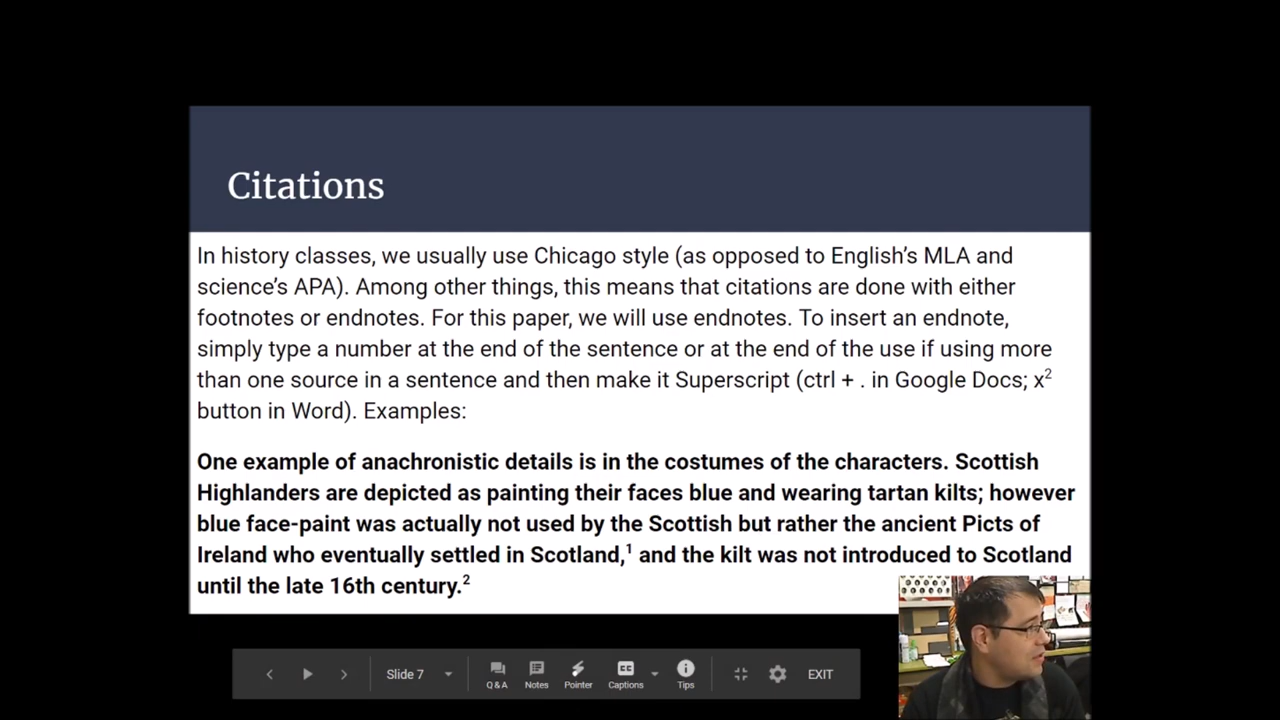 Citations
In history classes, we usually use Chicago style (as opposed to English's MLA and
science's APA). Among other things, this means that citations are done with either
footnotes or endnotes. For this paper, we will use endnotes. To insert an endnote,
simply type a number at the end of the sentence or at the end of the use if using more
than one source in a sentence and then make it Superscript (ctrl + . in Google Docs; x²
button in Word). Examples:
One example of anachronistic details is in the costumes of the characters. Scottish
Highlanders are depicted as painting their faces blue and wearing tartan kilts; however
blue face-paint was actually not used by the Scottish but rather the ancient Picts of
Ireland who eventually settled in Scotland,¹ and the kilt was not introduced to Scotland
until the late 16th century.²
Slide 7
Q&A
Notes
Pointer
CC
Captions
Tips
EXIT